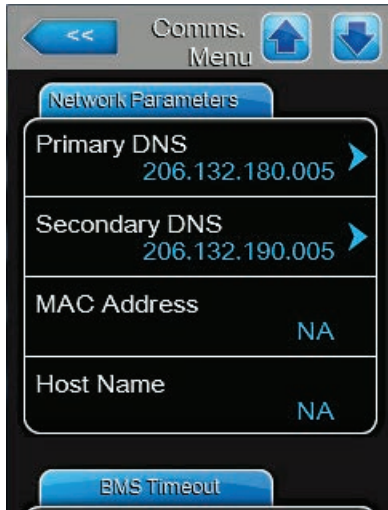 <<
Comms.
Menu
Network Parameters
Primary DNS
206.132.180.005
Secondary DNS
206.132.190.005
MAC Address
NA
Host Name
NA
BMS Timeout